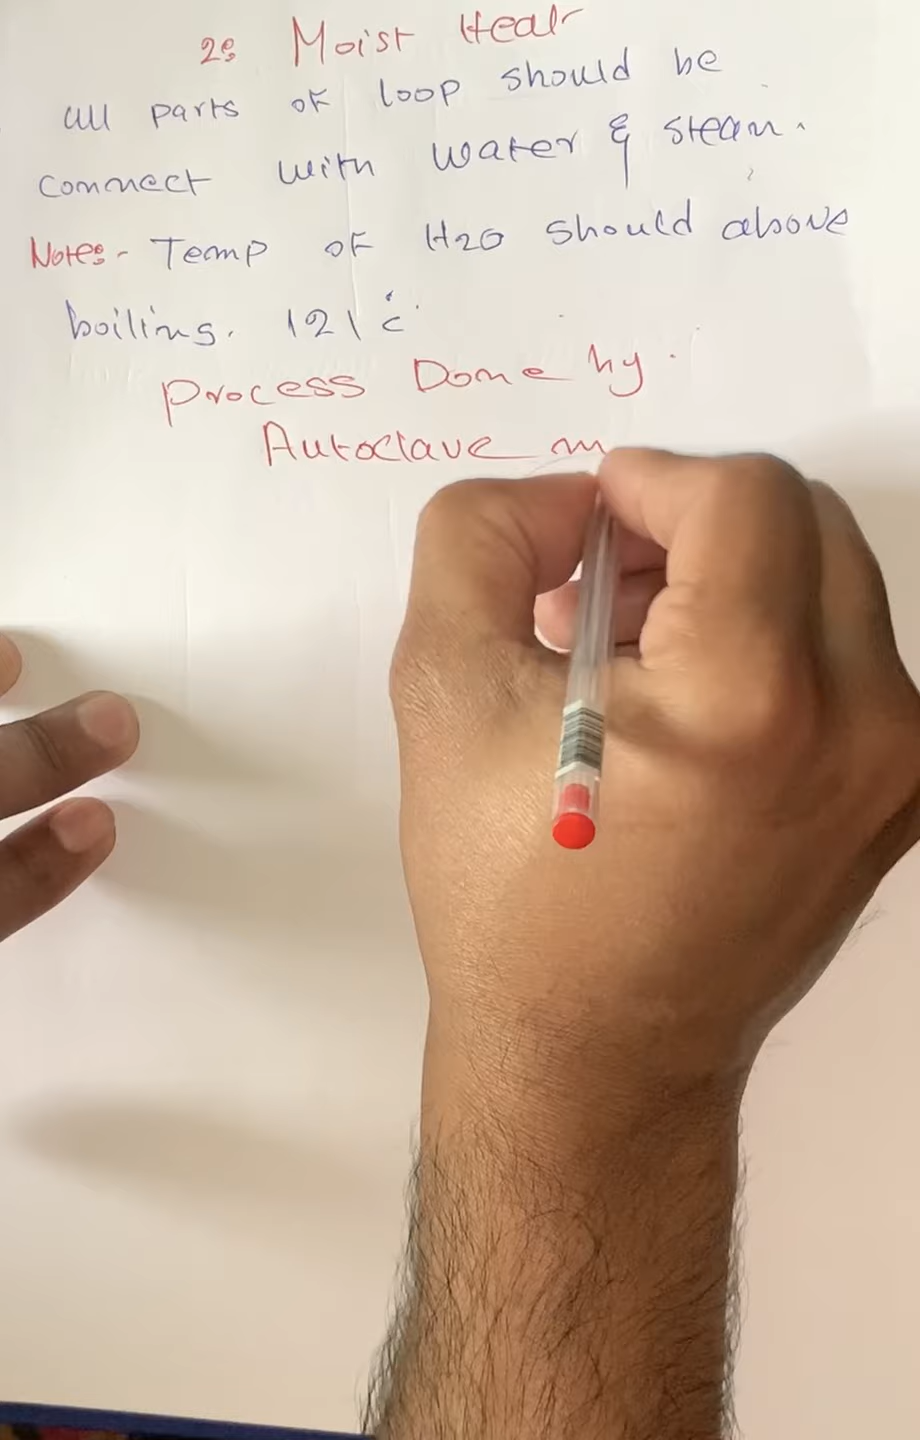 2: Moist Heat
all parts of loop should be
connect with water & steam.
Note:- Temp of H2O should above
boiling. 121°c
Process Done by
Autoclave m